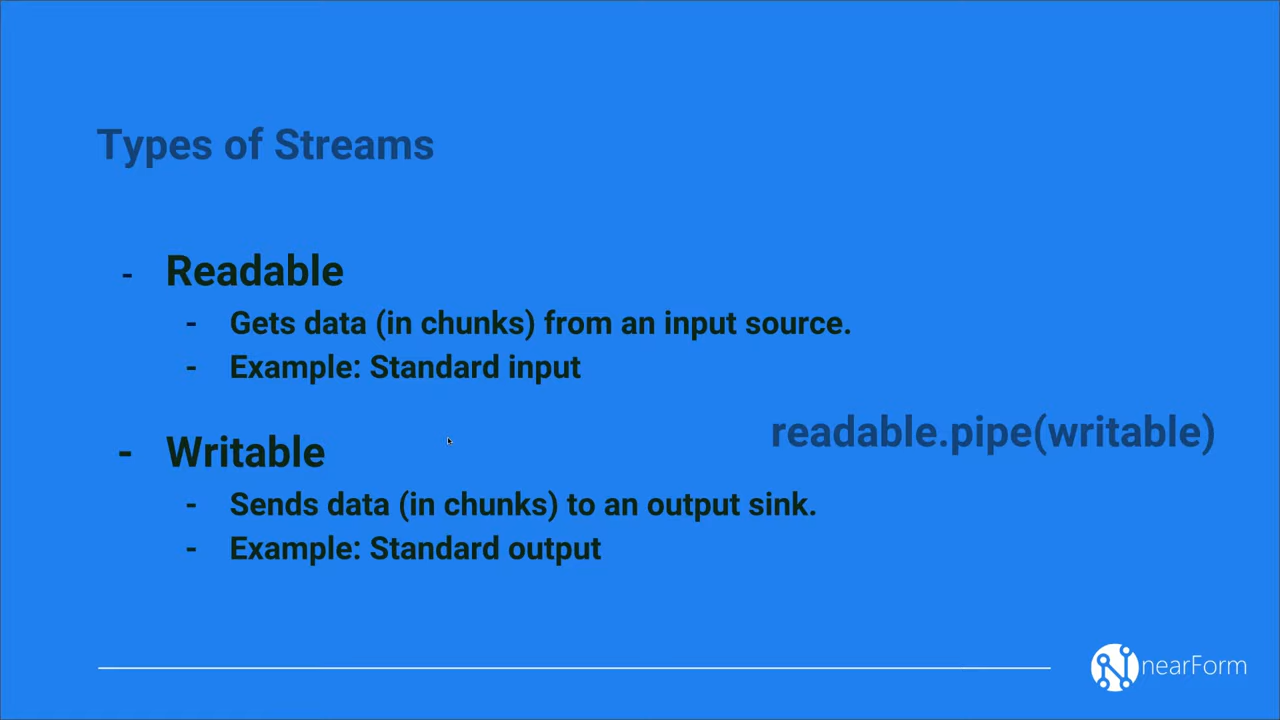 Types of Streams
- Readable
- Gets data (in chunks) from an input source.
- Example: Standard input
readable.pipe(writable)
- Writable
- Sends data (in chunks) to an output sink.
- Example: Standard output
nearForm